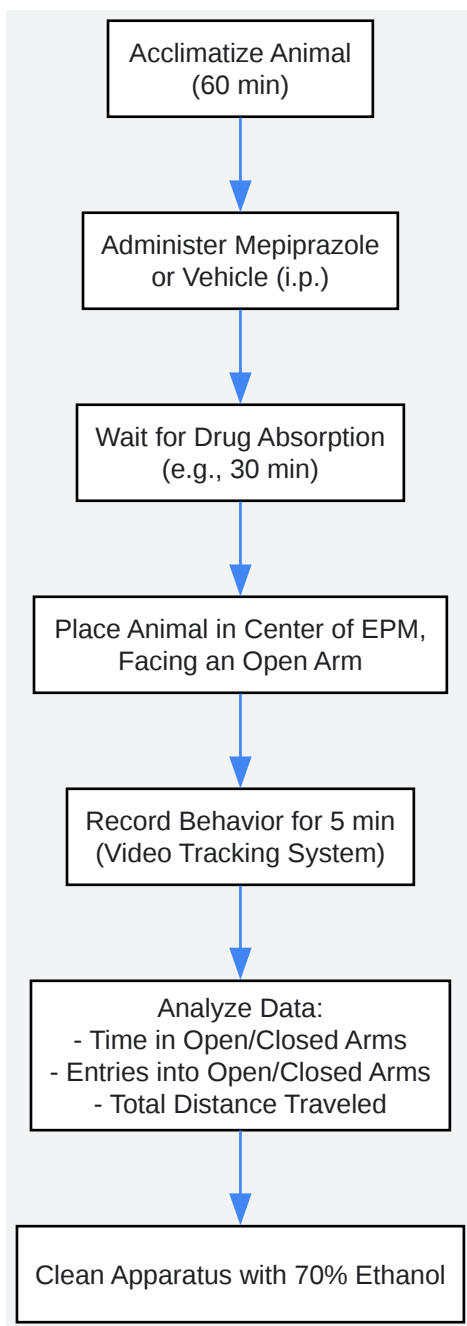 Acclimatize Animal
(60 min)
Administer Mepiprazole
or Vehicle (i.p.)
Wait for Drug Absorption
(e.g., 30 min)
Place Animal in Center of EPM,
Facing an Open Arm
Record Behavior for 5 min
(Video Tracking System)
Analyze Data:
- Time in Open/Closed Arms
- Entries into Open/Closed Arms
- Total Distance Traveled
Clean Apparatus with 70% Ethanol